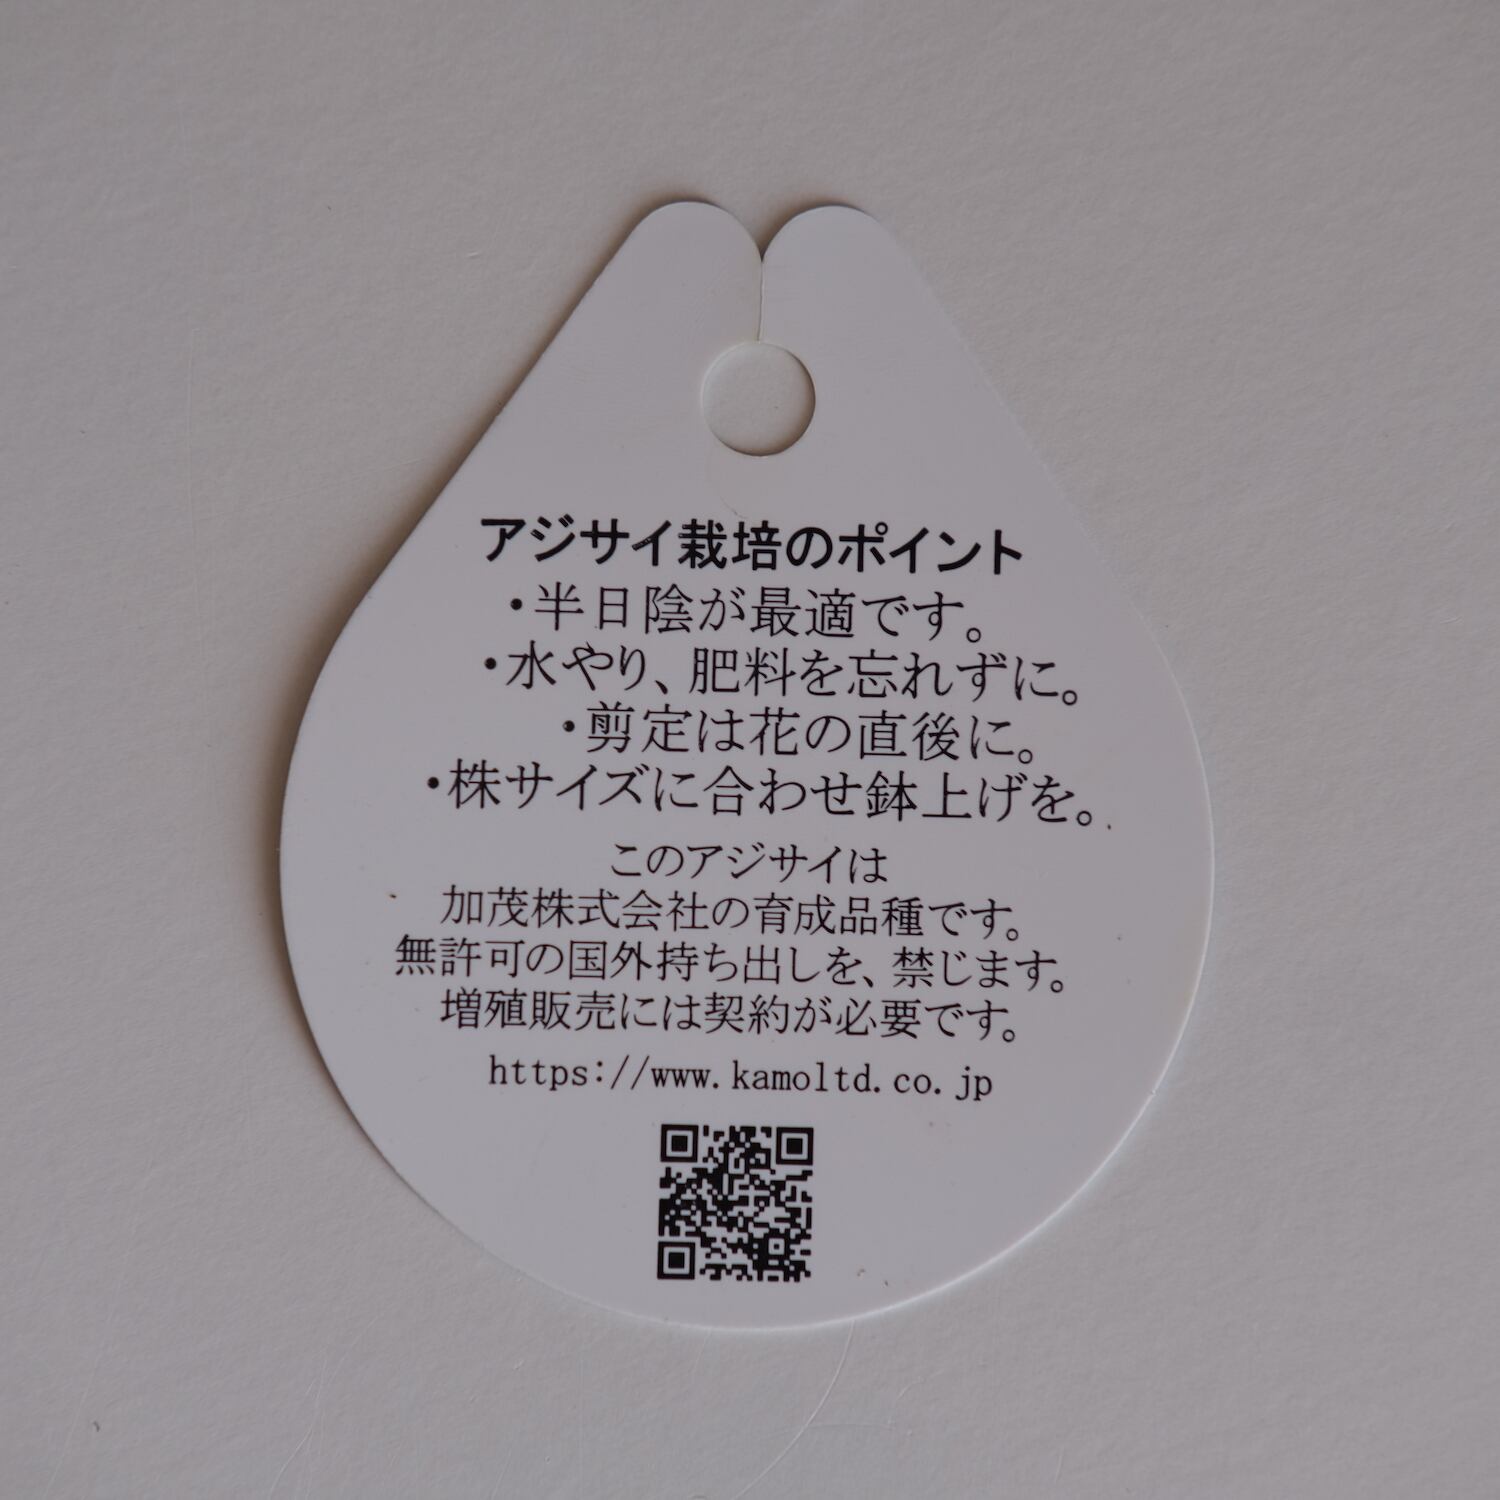 アジサイ栽培のポイント
・半日陰が最適です。
・水やり、肥料を忘れずに。
・剪定は花の直後に。
・株サイズに合わせ鉢上げを。
このアジサイは
加茂株式会社の育成品種です。
無許可の国外持ち出しを、禁じます。
増殖販売には契約が必要です。
https://www.kamoltd.co.jp